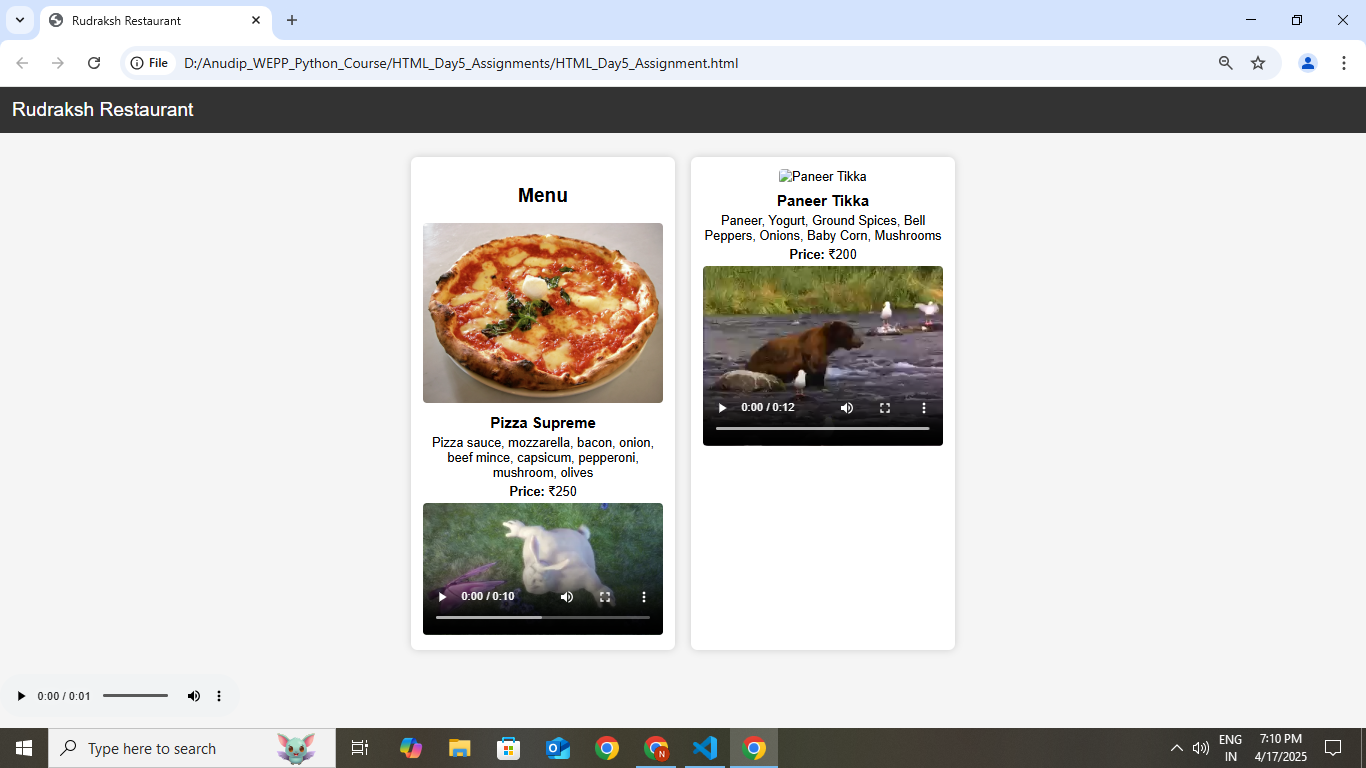 Rudraksh Restaurant
File
D:/Anudip_WEPP_Python_Course/HTML_Day5_Assignments/HTML_Day5_Assignment.html
Rudraksh Restaurant
Menu
Pizza Supreme
Pizza sauce, mozzarella, bacon, onion,
beef mince, capsicum, pepperoni,
mushroom, olives
Price: ₹250
0:00 / 0:10
Paneer Tikka
Paneer Tikka
Paneer, Yogurt, Ground Spices, Bell
Peppers, Onions, Baby Corn, Mushrooms
Price: ₹200
0:00 / 0:12
0:00 / 0:01
Type here to search
N
ENG
IN
7:10 PM
4/17/2025